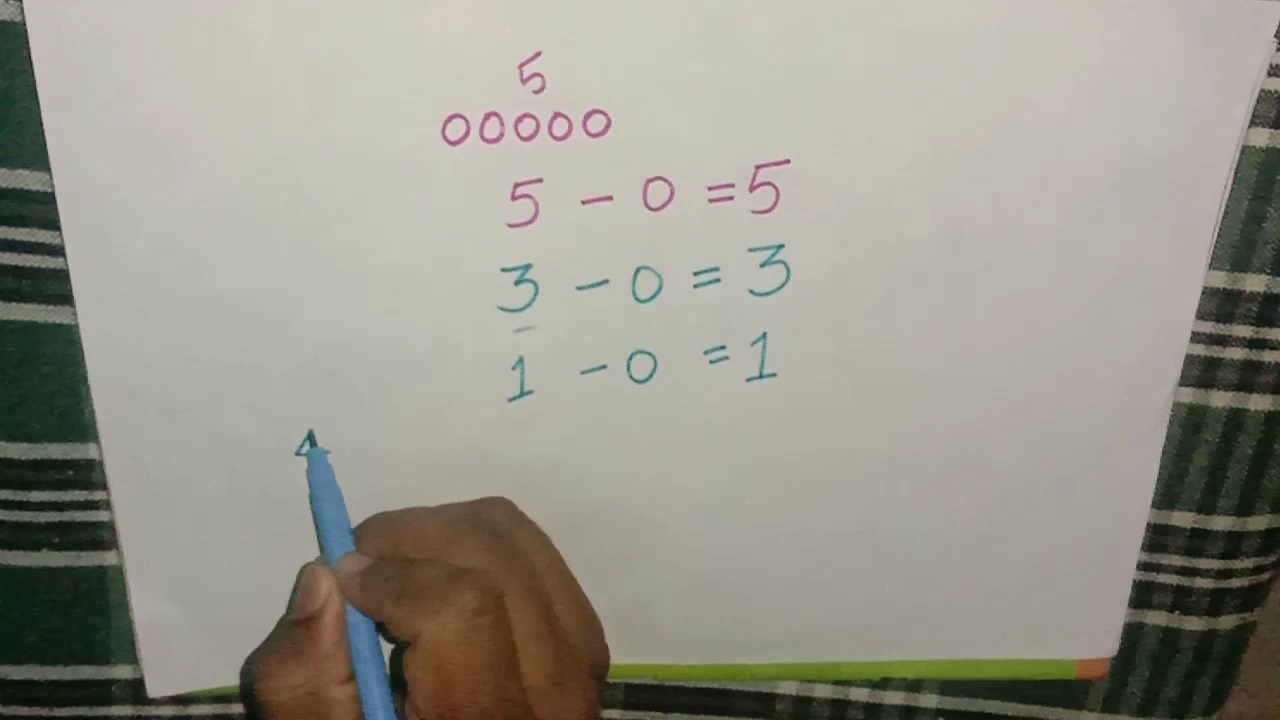 5
00000
5 - 0 = 5
3 - 0 = 3
1 - 0 = 1